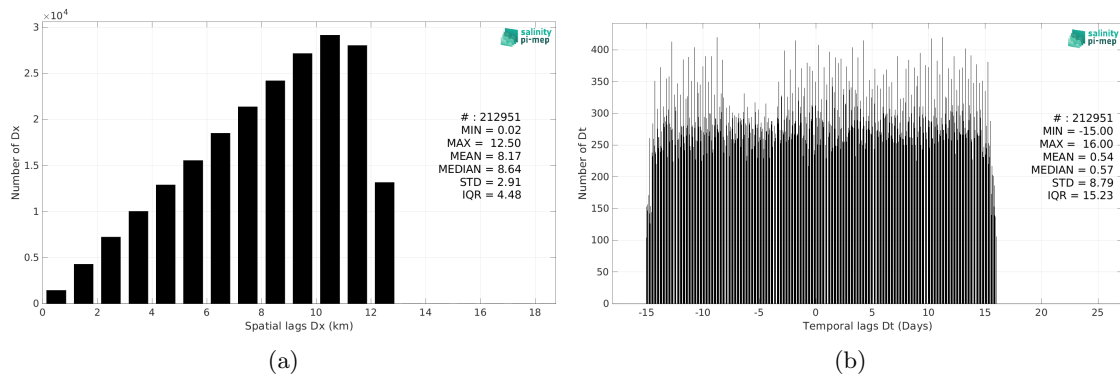 ×10⁴
3
2.5
2
1.5
1
0.5
0
Number of Dx
0 2 4 6 8 10 12 14 16 18
Spatial lags Dx (km)
salinity
pi-mep
# : 212951
MIN = 0.02
MAX = 12.50
MEAN = 8.17
MEDIAN = 8.64
STD = 2.91
IQR = 4.48
(a)
400
350
300
250
200
150
100
50
0
Number of Dt
-15 -10 -5 0 5 10 15 20 25
Temporal lags Dt (Days)
salinity
pi-mep
# : 212951
MIN = -15.00
MAX = 16.00
MEAN = 0.54
MEDIAN = 0.57
STD = 8.79
IQR = 15.23
(b)